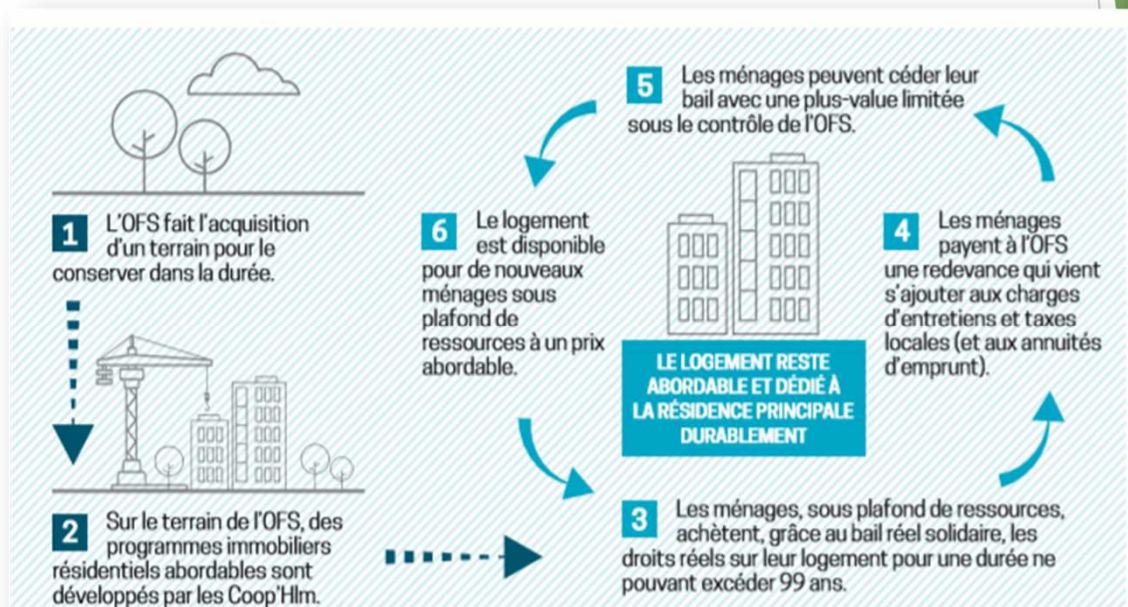 1 L'OFS fait l'acquisition
d'un terrain pour le
conserver dans la durée.
2 Sur le terrain de l'OFS, des
programmes immobiliers
résidentiels abordables sont
développés par les Coop'Hlm.
3 Les ménages, sous plafond de ressources,
achètent, grâce au bail réel solidaire, les
droits réels sur leur logement pour une durée ne
pouvant excéder 99 ans.
4 Les ménages
payent à l'OFS
une redevance qui vient
s'ajouter aux charges
d'entretiens et taxes
locales (et aux annuités
d'emprunt).
5 Les ménages peuvent céder leur
bail avec une plus-value limitée
sous le contrôle de l'OFS.
6 Le logement
est disponible
pour de nouveaux
ménages sous
plafond de
ressources à un prix
abordable.
LE LOGEMENT RESTE
ABORDABLE ET DÉDIÉ À
LA RÉSIDENCE PRINCIPALE
DURABLEMENT